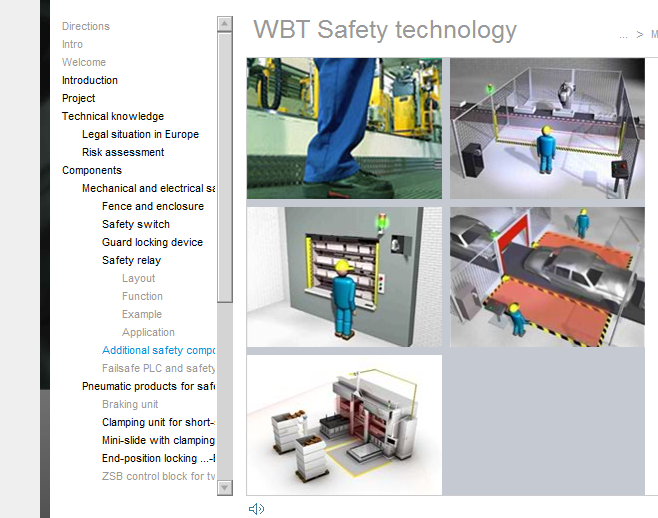 Directions
Intro
Welcome
Introduction
Project
Technical knowledge
Legal situation in Europe
Risk assessment
Components
Mechanical and electrical sa
Fence and enclosure
Safety switch
Guard locking device
Safety relay
Layout
Function
Example
Application
Additional safety compo
Failsafe PLC and safety
Pneumatic products for safe
Braking unit
Clamping unit for short-
Mini-slide with clamping
End-position locking ...-
ZSB control block for tw
WBT Safety technology
... > M